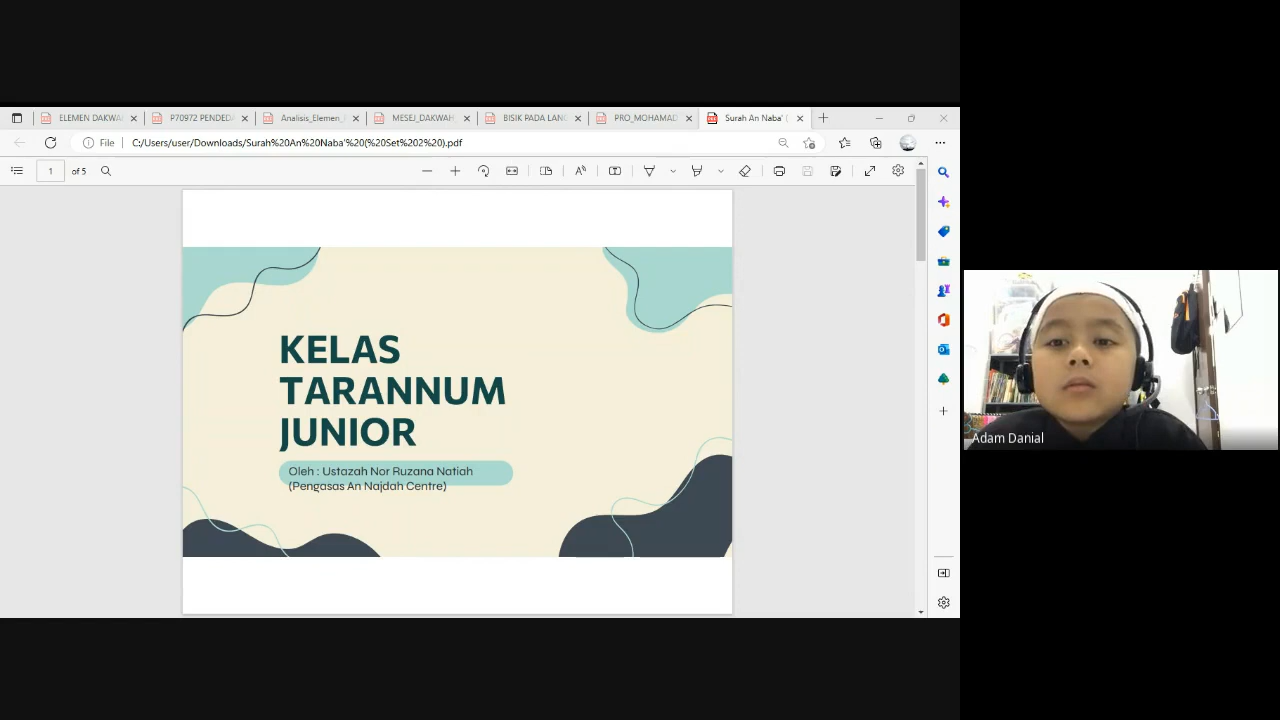 ELEMEN DAKWA
P70972 PENDEDA
Analisis_Elemen_
MESEJ_DAKWAH_
BISIK PADA LANG
PRO_MOHAMAD
Surah An Naba' (
File
C:/Users/user/Downloads/Surah%20An%20Naba'%20(%20Set%202%20).pdf
1 of 5
KELAS
TARANNUM
JUNIOR
Oleh : Ustazah Nor Ruzana Natiah
(Pengasas An Najdah Centre)
Adam Danial